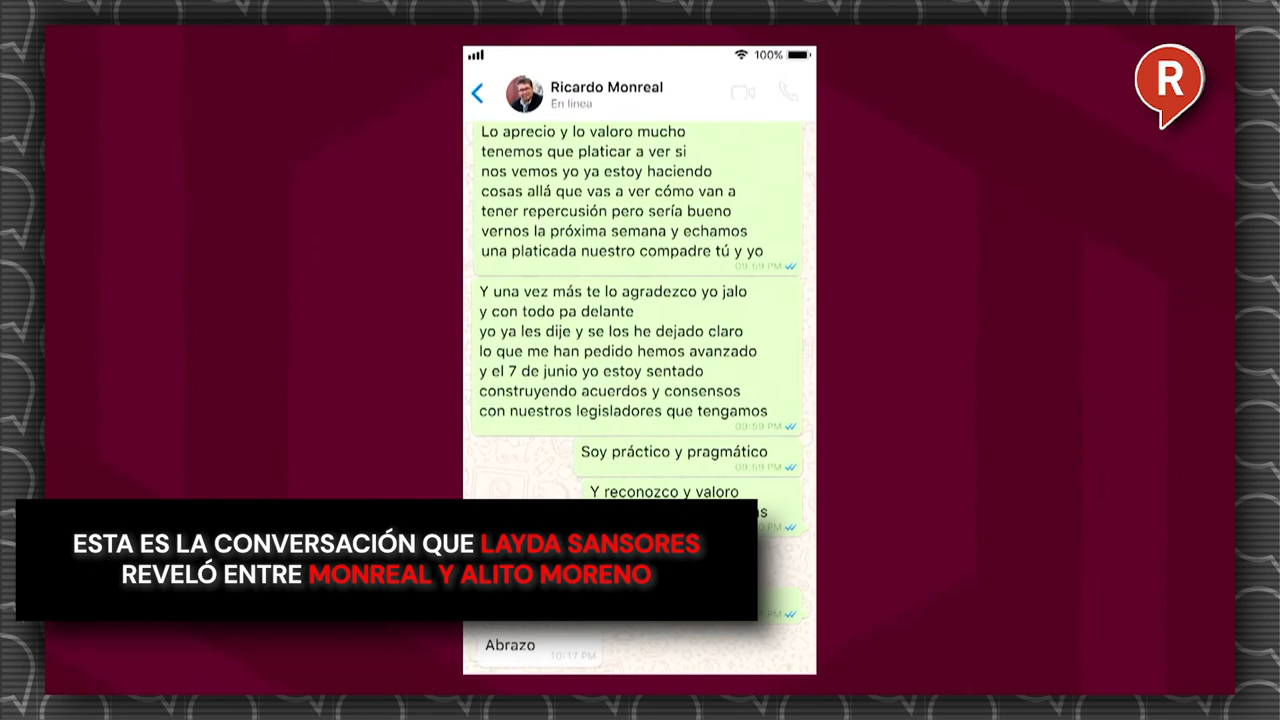 100%
R
Ricardo Monreal
En línea
Lo aprecio y lo valoro mucho
tenemos que platicar a ver si
nos vemos yo ya estoy haciendo
cosas allá que vas a ver cómo van a
tener repercusión pero sería bueno
vernos la próxima semana y echamos
una platicada nuestro compadre tú y yo
09:59 PM
Y una vez más te lo agradezco yo jalo
y con todo pa delante
yo ya les dije y se los he dejado claro
lo que me han pedido hemos avanzado
y el 7 de junio yo estoy sentado
construyendo acuerdos y consensos
con nuestros legisladores que tengamos
09:59 PM
Soy práctico y pragmático
09:59 PM
Y reconozco y valoro
PM
ESTA ES LA CONVERSACIÓN QUE LAYDA SANSORES
REVELÓ ENTRE MONREAL Y ALITO MORENO
PM
Abrazo
10:17 PM